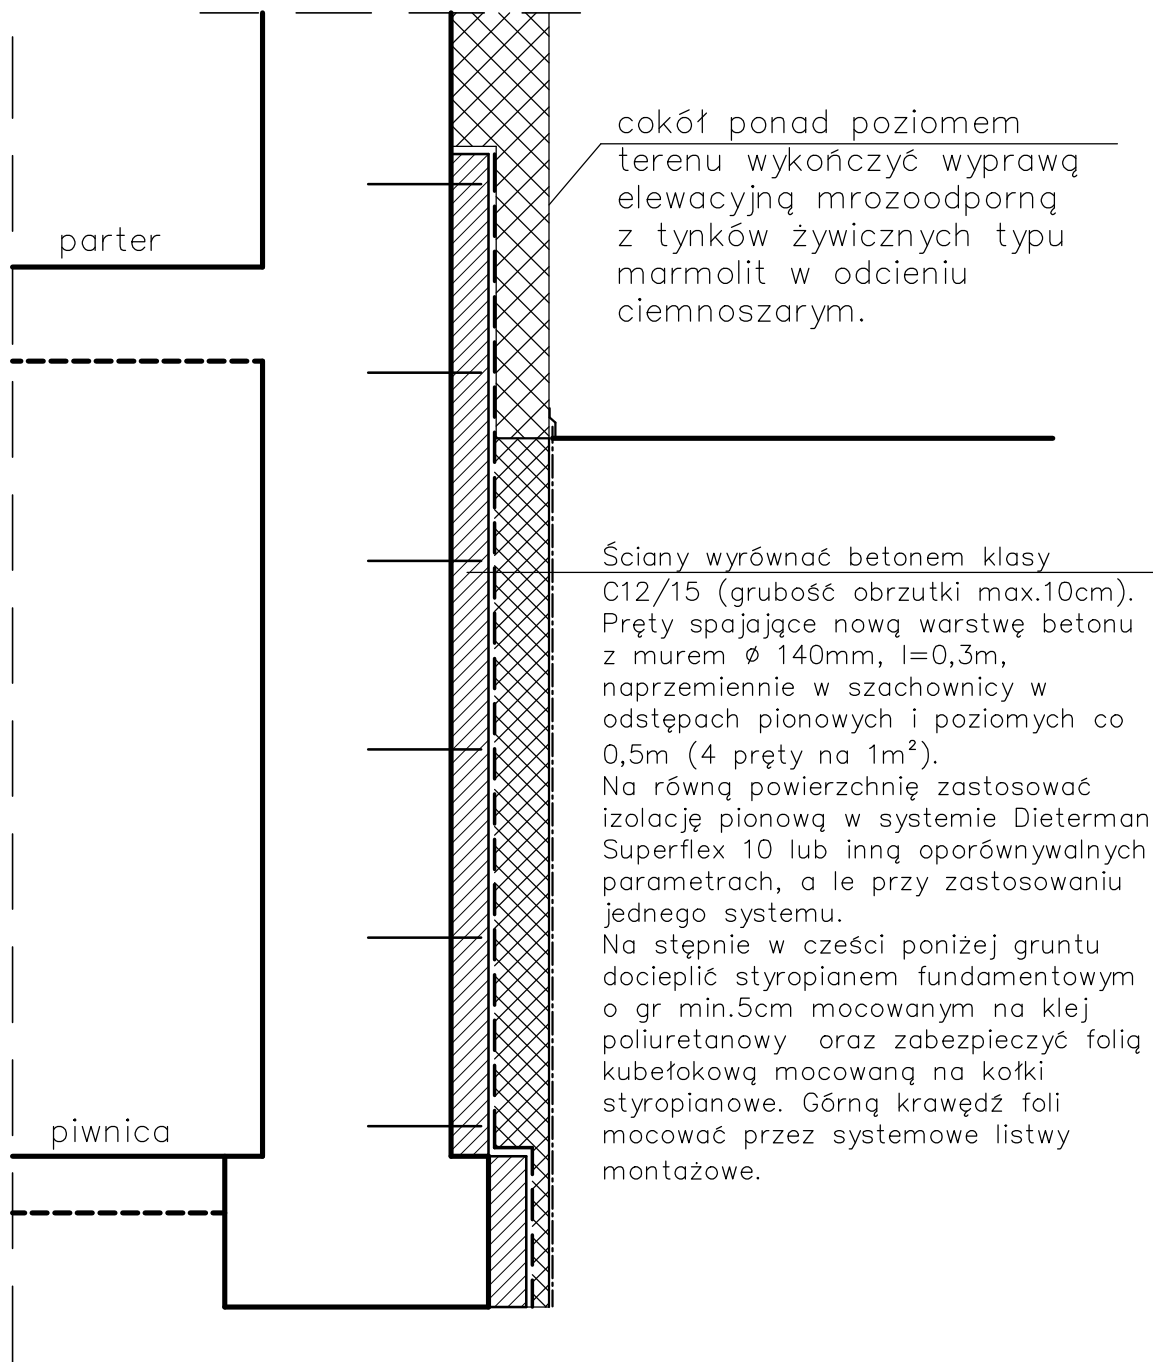 cokół ponad poziomem
terenu wykończyć wyprawą
elewacyjną mrozoodporną
z tynków żywicznych typu
marmolit w odcieniu
ciemnoszarym.
parter
Ściany wyrównać betonem klasy
C12/15 (grubość obrzutki max.10cm).
Pręty spajające nową warstwę betonu
z murem ø 140mm, l=0,3m,
naprzemiennie w szachownicy w
odstępach pionowych i poziomych co
0,5m (4 pręty na 1m²).
Na równą powierzchnię zastosować
izolację pionową w systemie Dieterman
Superflex 10 lub inną oporównywalnych
parametrach, a le przy zastosowaniu
jednego systemu.
Na stępnie w cześci poniżej gruntu
docieplić styropianem fundamentowym
o gr min.5cm mocowanym na klej
poliuretanowy  oraz zabezpieczyć folią
kubełokową mocowaną na kołki
styropianowe. Górną krawędź foli
mocować przez systemowe listwy
montażowe.
piwnica